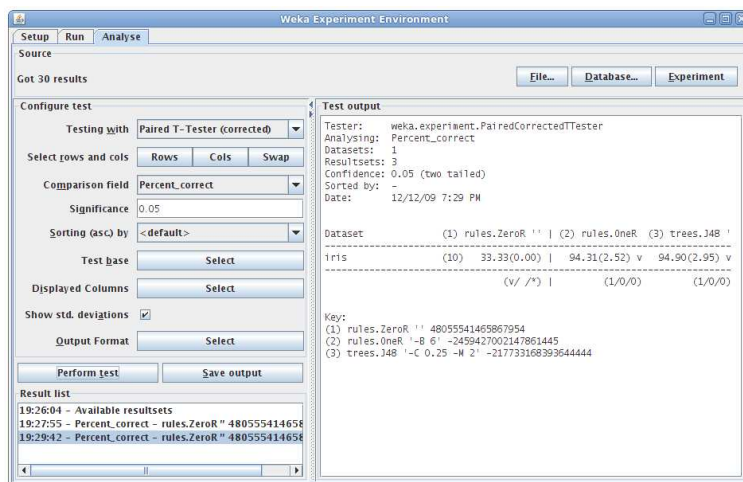 Weka Experiment Environment
Setup Run Analyse
Source
Got 30 results
File... Database... Experiment
Configure test
Testing with Paired T-Tester (corrected)
Select rows and cols Rows Cols Swap
Comparison field Percent_correct
Significance 0.05
Sorting (asc.) by <default>
Test base Select
Displayed Columns Select
Show std. deviations
Output Format Select
Perform test Save output
Result list
19:26:04 - Available resultsets
19:27:55 - Percent_correct - rules.ZeroR '' 480555414658
19:29:42 - Percent_correct - rules.ZeroR '' 480555414658
Test output
Tester: weka.experiment.PairedCorrectedTTester
Analysing: Percent_correct
Datasets: 1
Resultsets: 3
Confidence: 0.05 (two tailed)
Sorted by: -
Date: 12/12/09 7:29 PM
Dataset (1) rules.ZeroR '' | (2) rules.OneR (3) trees.J48 '
iris (10) 33.33(0.00) | 94.31(2.52) v 94.90(2.95) v
(v/ /*) | (1/0/0) (1/0/0)
Key:
(1) rules.ZeroR '' 48055541465867954
(2) rules.OneR '-B 6' -2459427002147861445
(3) trees.J48 '-C 0.25 -M 2' -217733168393644444